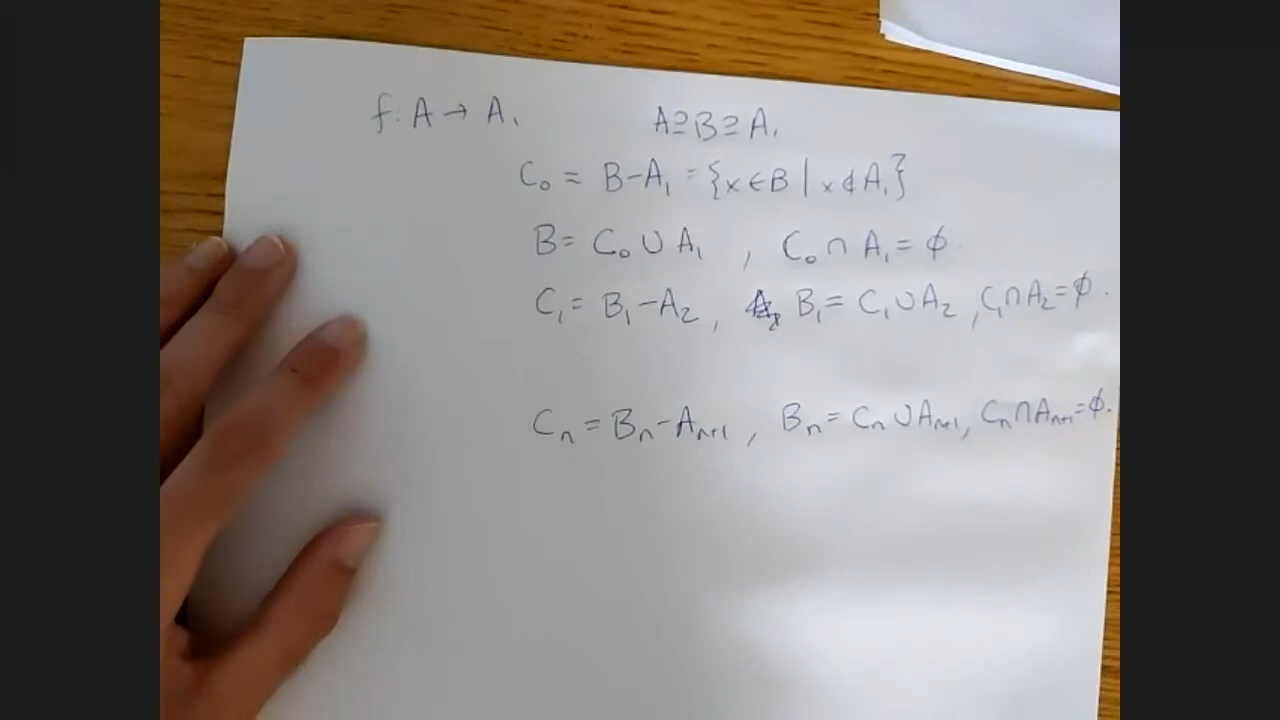 f: A → A₁ A ⊇ B ⊇ A₁
C₀ = B-A₁ = {x ∈ B | x ∉ A₁}
B = C₀ ∪ A₁ , C₀ ∩ A₁ = ϕ
C₁ = B₁ - A₂ , B₁ = C₁ ∪ A₂ , C₁ ∩ A₂ = ϕ.
Cₙ = Bₙ - Aₙ₊₁ , Bₙ = Cₙ ∪ Aₙ₊₁, Cₙ ∩ Aₙ₊₁ = ϕ.